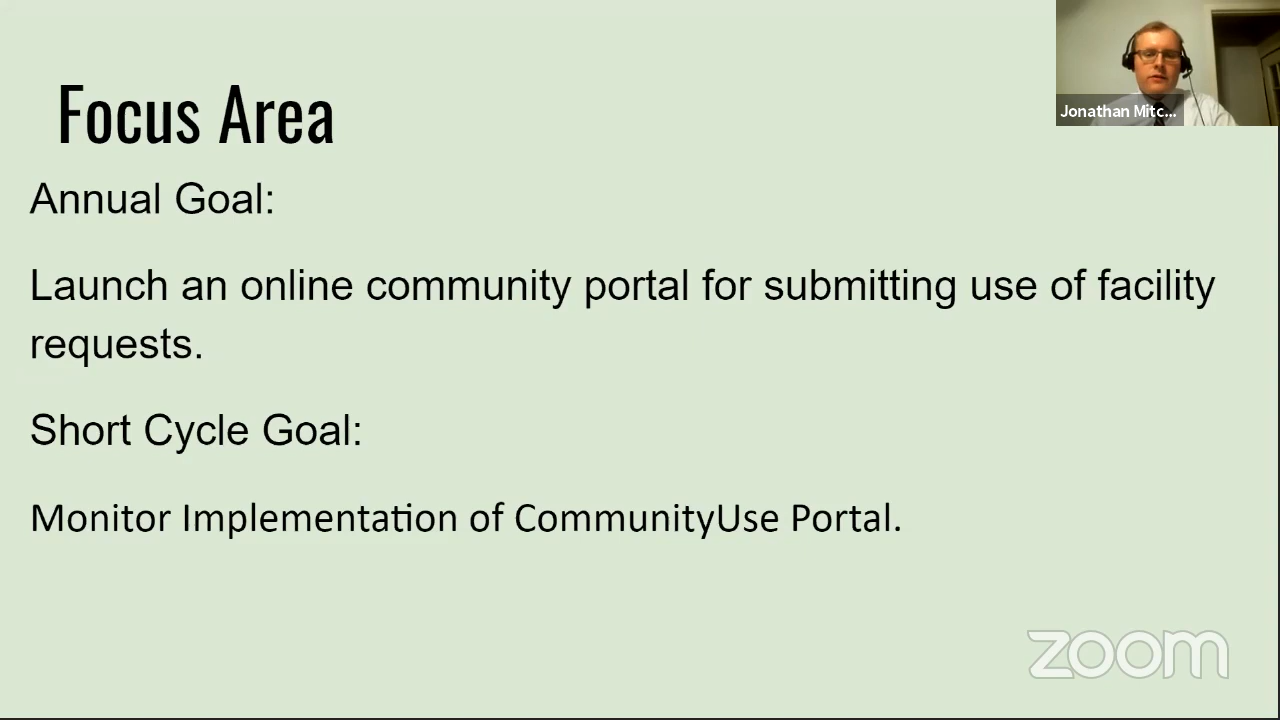 Jonathan Mitc...
Focus Area
Annual Goal:
Launch an online community portal for submitting use of facility
requests.
Short Cycle Goal:
Monitor Implementation of CommunityUse Portal.
zoom